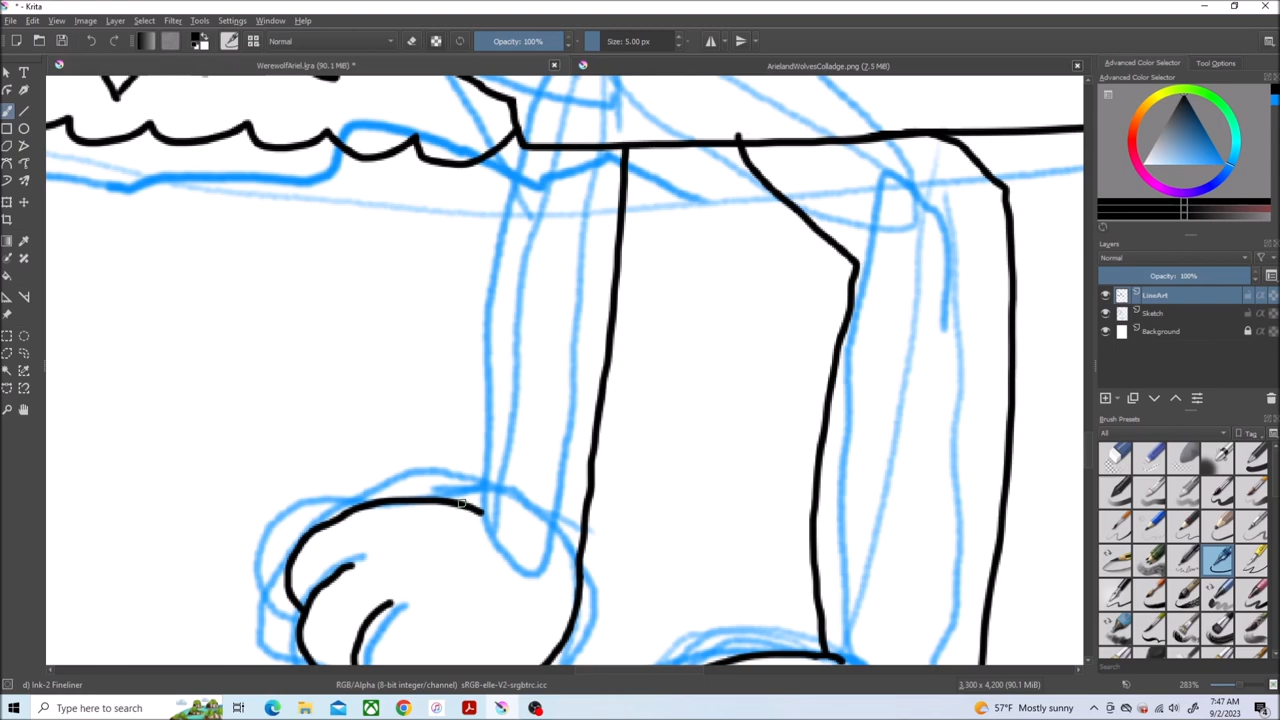 * - Krita
File Edit View Image Layer Select Filter Tools Settings Window Help
Normal Opacity: 100% Size: 5.00 px
WerewolfAriel.kra (90.1 MiB) * ArielandWolvesColladge.png (7.5 MiB)
Advanced Color Selector Tool Options
Advanced Color Selector
Layers
Normal
Opacity: 100%
LineArt
Sketch
Background
Brush Presets
All Tag
Search
d) Ink-2 Fineliner RGB/Alpha (8-bit integer/channel) sRGB-elle-V2-srgbtrc.icc 3,300 x 4,200 (90.1 MiB) 283%
Type here to search 57°F Mostly sunny 7:47 AM
9/2/2023